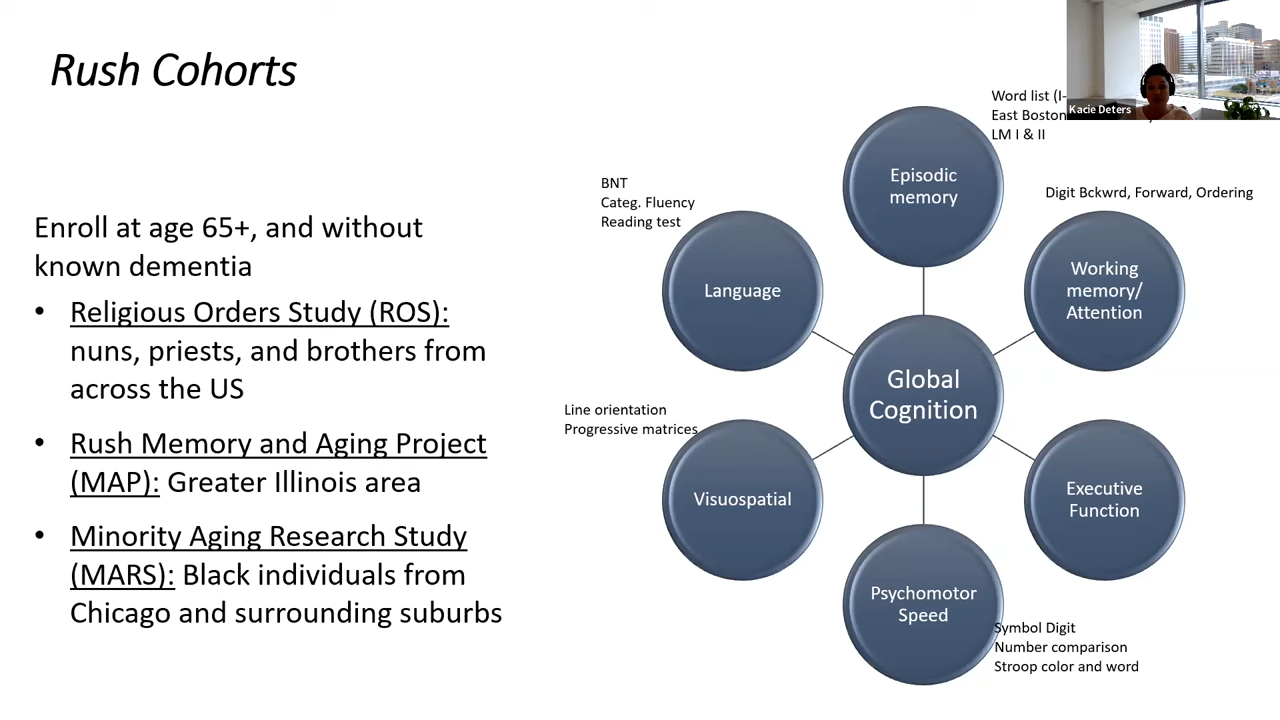 Rush Cohorts
Enroll at age 65+, and without
known dementia
• Religious Orders Study (ROS):
nuns, priests, and brothers from
across the US
• Rush Memory and Aging Project
(MAP): Greater Illinois area
• Minority Aging Research Study
(MARS): Black individuals from
Chicago and surrounding suburbs
Word list (I-
East Boston
LM I & II
Kacie Deters
Episodic
memory
Digit Bckwrd, Forward, Ordering
Working
memory/
Attention
BNT
Categ. Fluency
Reading test
Language
Global
Cognition
Line orientation
Progressive matrices
Visuospatial
Executive
Function
Psychomotor
Speed
Symbol Digit
Number comparison
Stroop color and word